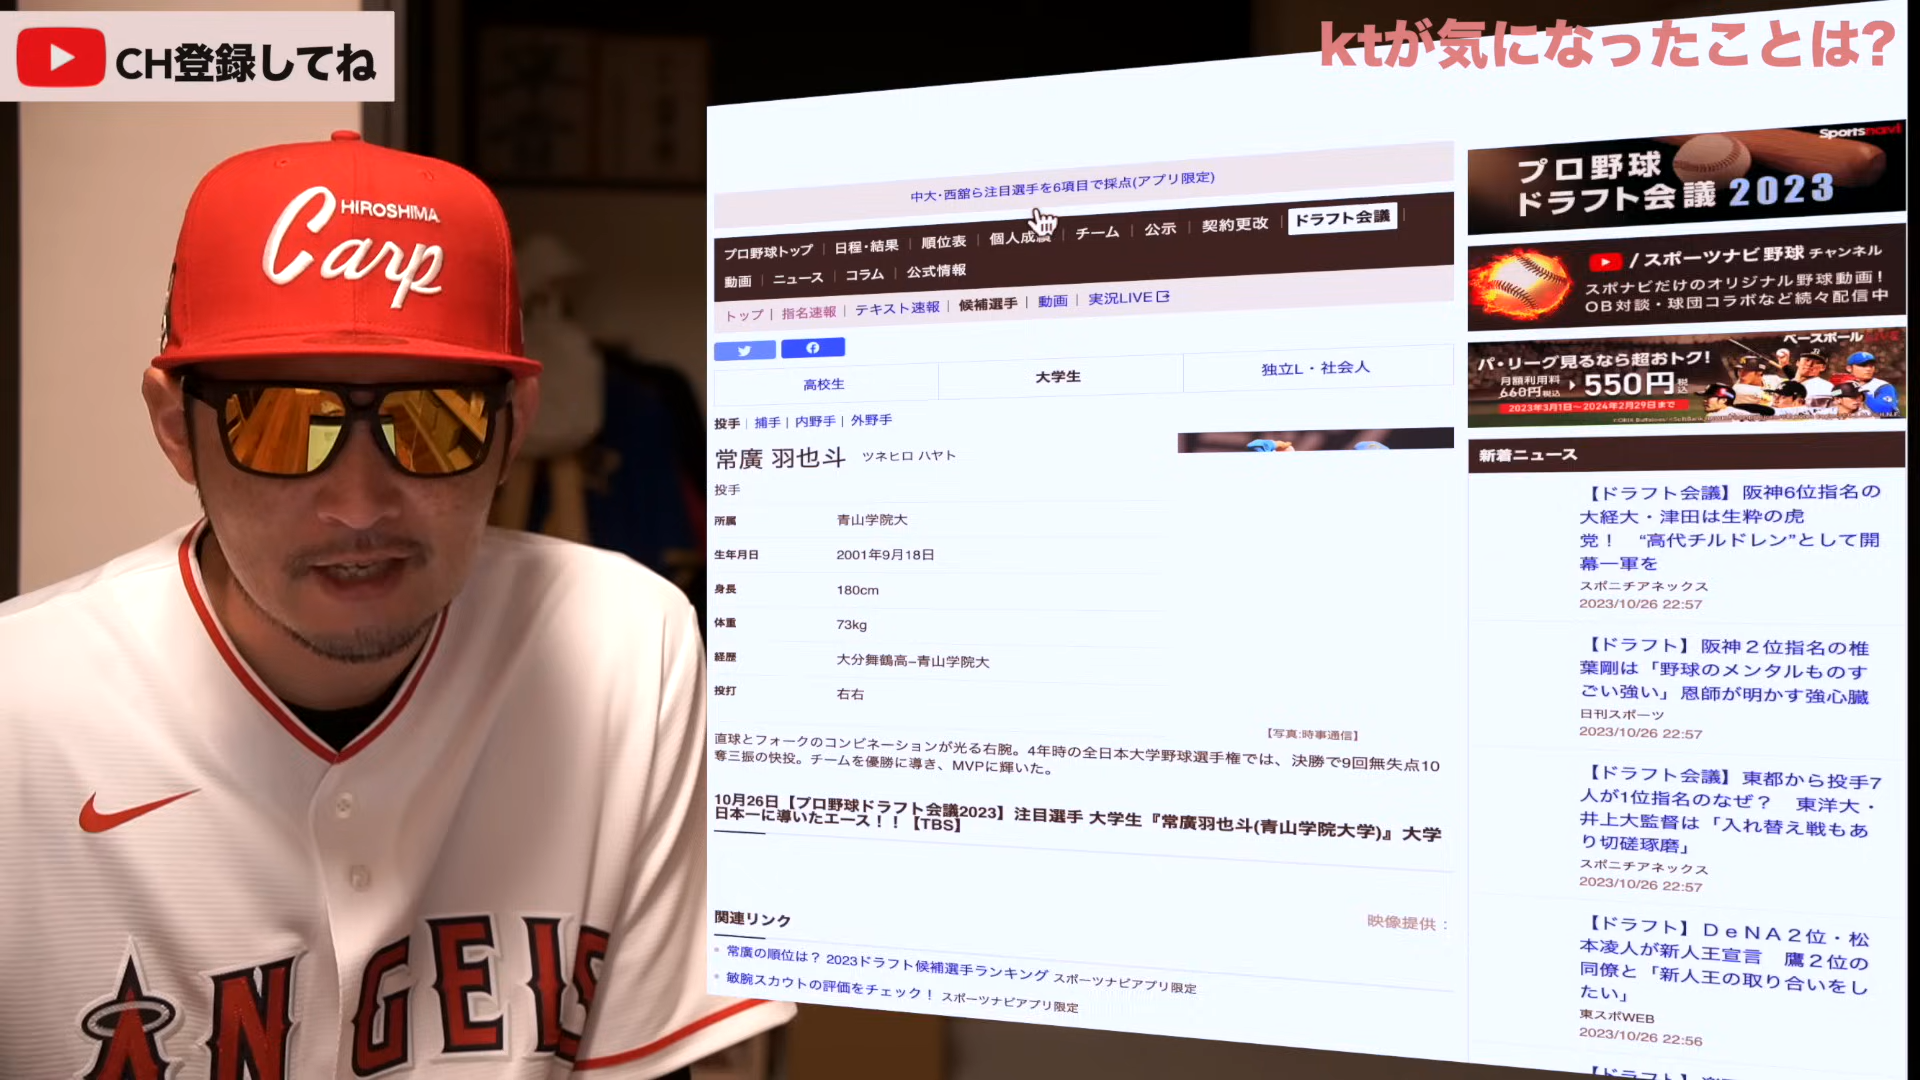 CH登録してね
ktが気になったことは?
HIROSHIMA
Carp
ANGELS
中大・西舘ら注目選手を6項目で採点(アプリ限定)
プロ野球トップ | 日程・結果 | 順位表 | 個人成績 | チーム | 公示 | 契約更改 | ドラフト会議 |
動画 | ニュース | コラム | 公式情報
トップ | 指名速報 | テキスト速報 | 候補選手 | 動画 | 実況LIVE
高校生 大学生 独立L・社会人
投手 | 捕手 | 内野手 | 外野手
常廣 羽也斗 ツネヒロ ハヤト
投手
所属 青山学院大
生年月日 2001年9月18日
身長 180cm
体重 73kg
経歴 大分舞鶴高–青山学院大
投打 右右
【写真:時事通信】
直球とフォークのコンビネーションが光る右腕。4年時の全日本大学野球選手権では、決勝で9回無失点10
奪三振の快投。チームを優勝に導き、MVPに輝いた。
10月26日【プロ野球ドラフト会議2023】注目選手 大学生『常廣羽也斗(青山学院大学)』大学
日本一に導いたエース！！【TBS】
映像提供：
関連リンク
常廣の順位は？ 2023ドラフト候補選手ランキング スポーツナビアプリ限定
敏腕スカウトの評価をチェック！ スポーツナビアプリ限定
Sportsnavi
プロ野球
ドラフト会議 2023
/ スポーツナビ野球 チャンネル
スポナビだけのオリジナル野球動画！
OB対談・球団コラボなど続々配信中
ベースボールLIVE
パ・リーグ見るなら超おトク！
月額利用料
660円税込 550円税込
2023年3月1日〜2024年2月29日まで
新着ニュース
【ドラフト会議】阪神6位指名の
大経大・津田は生粋の虎
党！ “高代チルドレン”として開
幕一軍を
スポニチアネックス
2023/10/26 22:57
【ドラフト】阪神２位指名の椎
葉剛は「野球のメンタルものす
ごい強い」恩師が明かす強心臓
日刊スポーツ
2023/10/26 22:57
【ドラフト会議】東都から投手7
人が1位指名のなぜ？ 東洋大・
井上大監督は「入れ替え戦もあ
り切磋琢磨」
スポニチアネックス
2023/10/26 22:57
【ドラフト】ＤｅＮＡ２位・松
本凌人が新人王宣言 鷹２位の
同僚と「新人王の取り合いをし
たい」
東スポWEB
2023/10/26 22:56